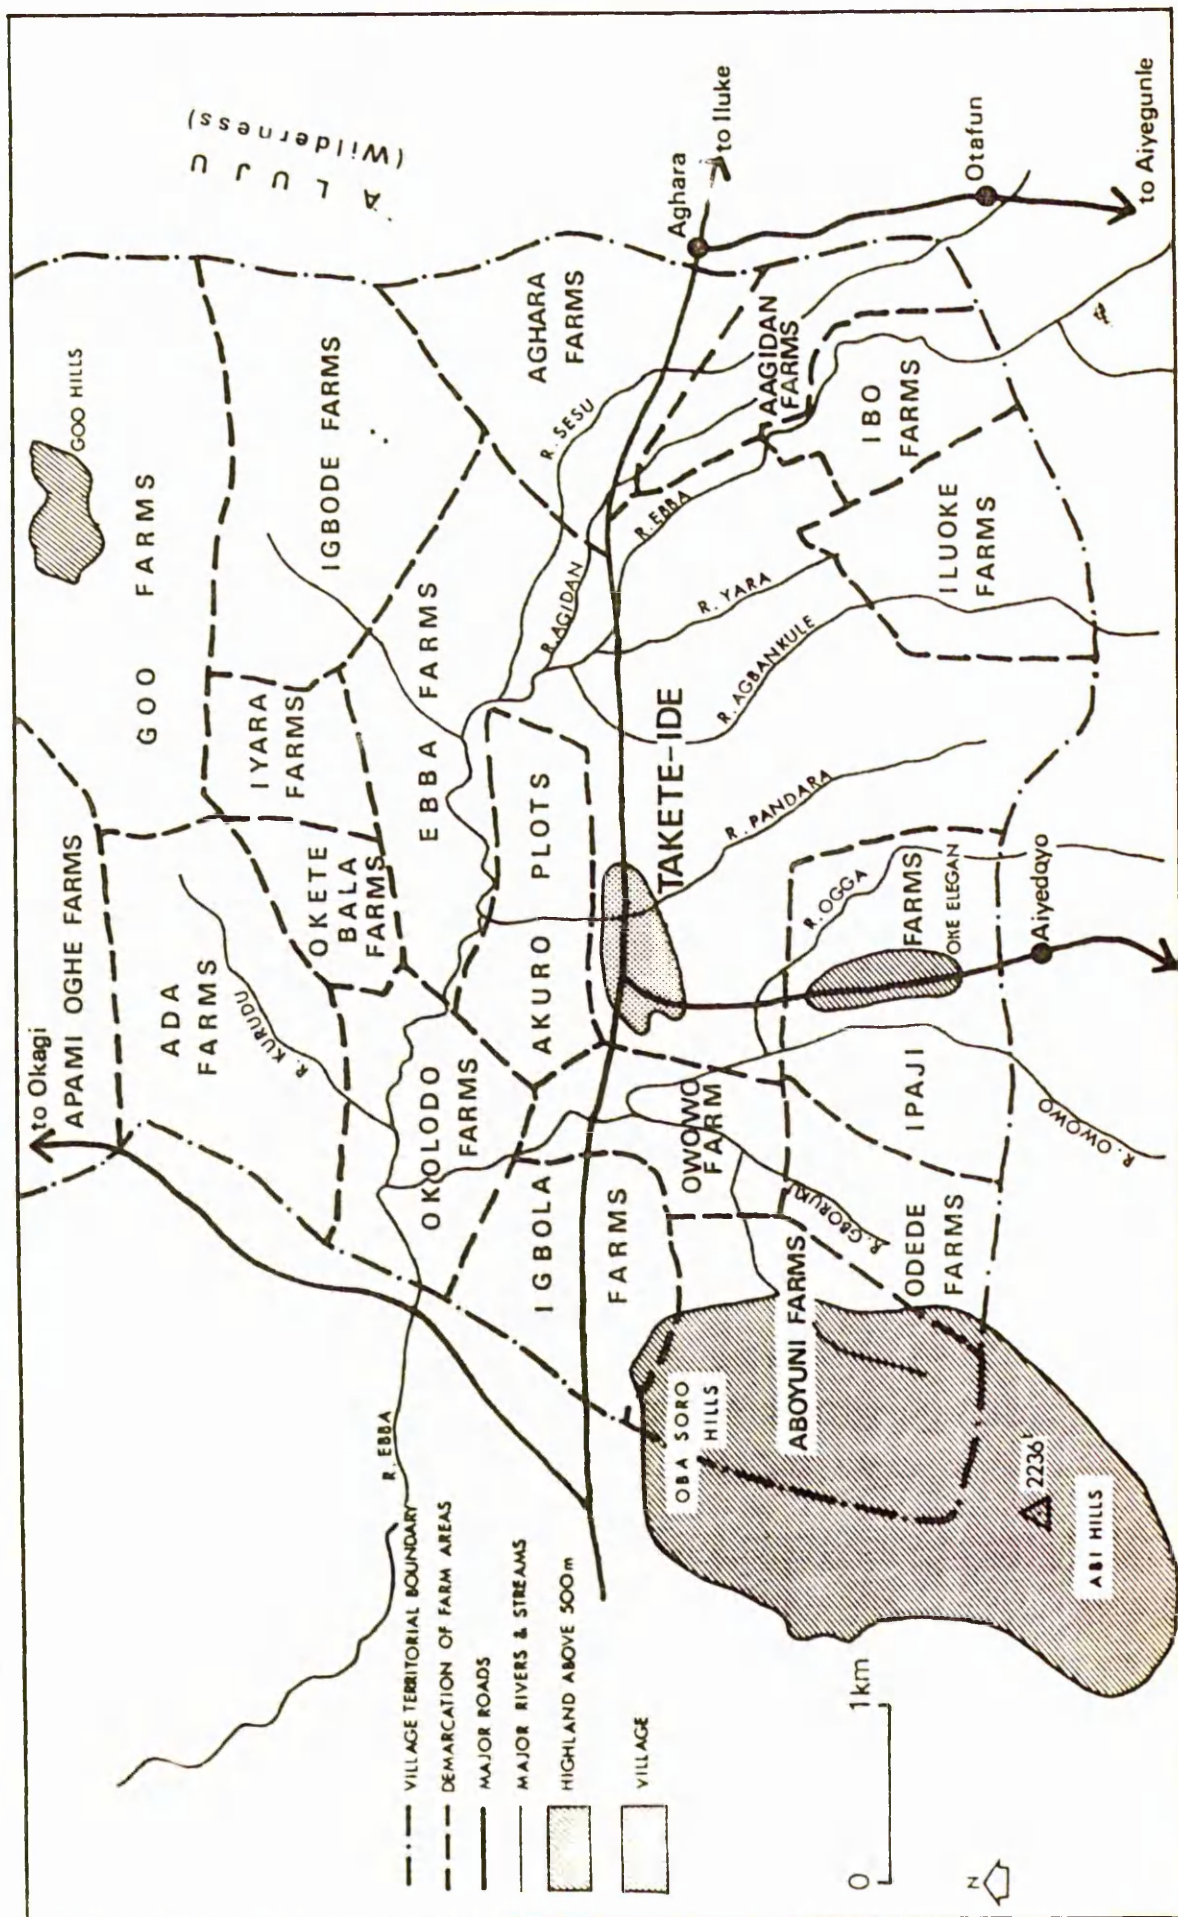 to Okagi
APAMI OGHE FARMS
GOO FARMS
GOO HILLS
ALUJU
(Wilderness)
ADA
FARMS
R. KURUDU
IYARA
FARMS
IGBODE FARMS
OKETE
BALA
FARMS
EBBA FARMS
AGHARA
FARMS
OKOLODO
FARMS
AKURO PLOTS
R. SESU
R. AGIDAN
Aghara
to Iluke
R. EBBA
IGBOLA
FARMS
TAKETE-IDE
R. EBBA
R. YARA
R. AGBANKULE
R. PANDARA
AAGIDAN
FARMS
IBO
FARMS
Otafun
OWOWO
FARM
R. OGGA
ILUOKE
FARMS
to Aiyegunle
OBA SORO
HILLS
ABOYUNI FARMS
R. GBORUKU
ODEDE
FARMS
IPAJI
FARMS
OKE ELEGAN
Aiyedayo
R. OWOWO
2236'
ABI HILLS
VILLAGE TERRITORIAL BOUNDARY
DEMARCATION OF FARM AREAS
MAJOR ROADS
MAJOR RIVERS & STREAMS
HIGHLAND ABOVE 500m
VILLAGE
0 1km
N